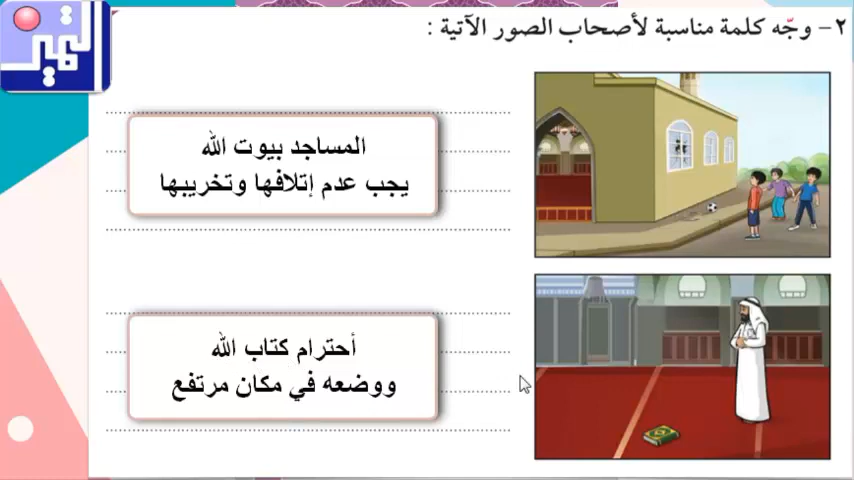 ٢- وجّه كلمة مناسبة لأصحاب الصور الآتية :
التميز
المساجد بيوت الله
يجب عدم إتلافها وتخريبها
أحترام كتاب الله
ووضعه في مكان مرتفع